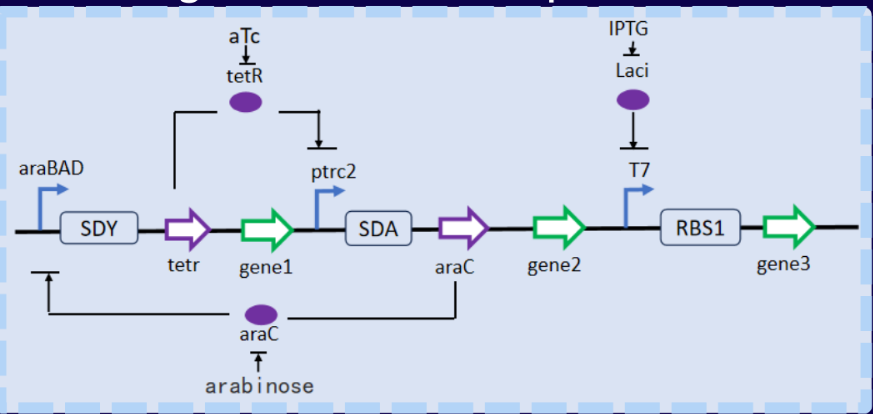 aTc
tetR
IPTG
Laci
araBAD
ptrc2
T7
SDY
SDA
RBS1
tetr
gene1
araC
gene2
gene3
araC
arabinose